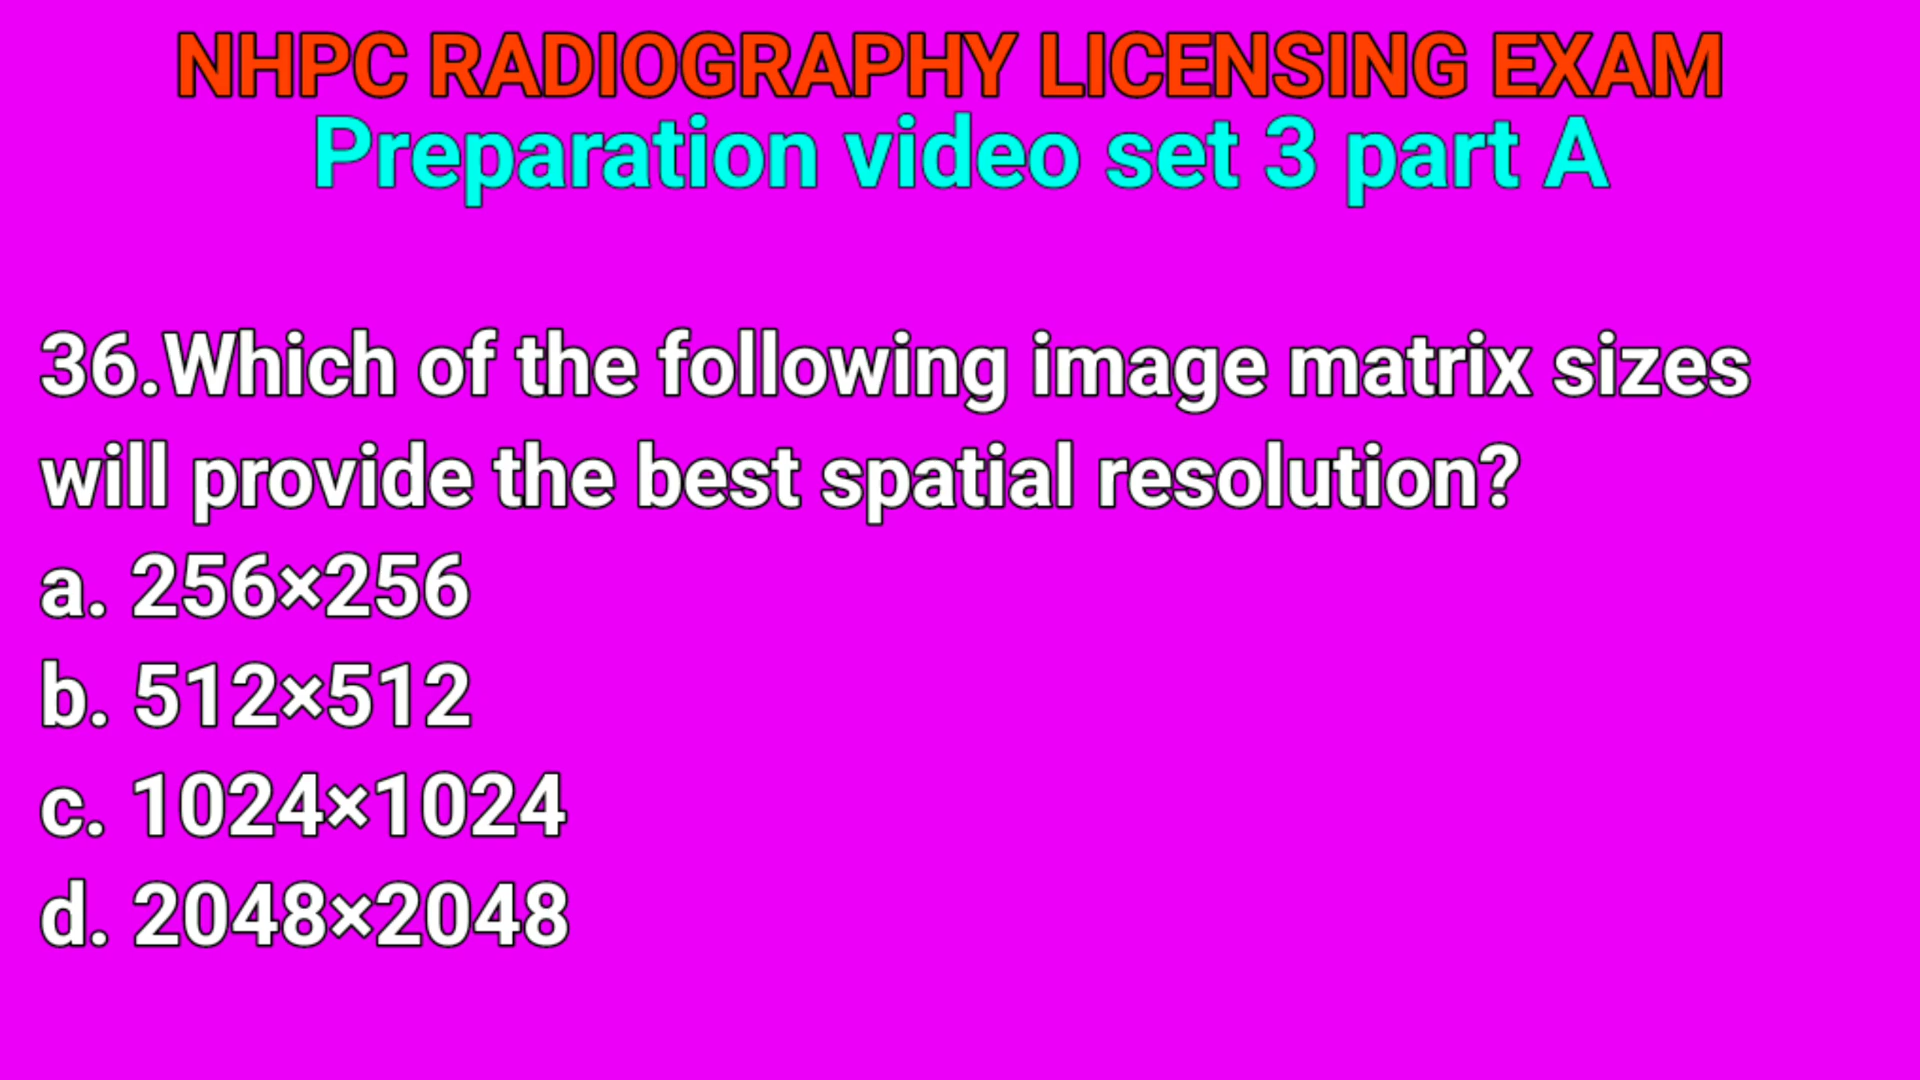 NHPC RADIOGRAPHY LICENSING EXAM
Preparation video set 3 part A
36.Which of the following image matrix sizes
will provide the best spatial resolution?
a. 256×256
b. 512×512
c. 1024×1024
d. 2048×2048